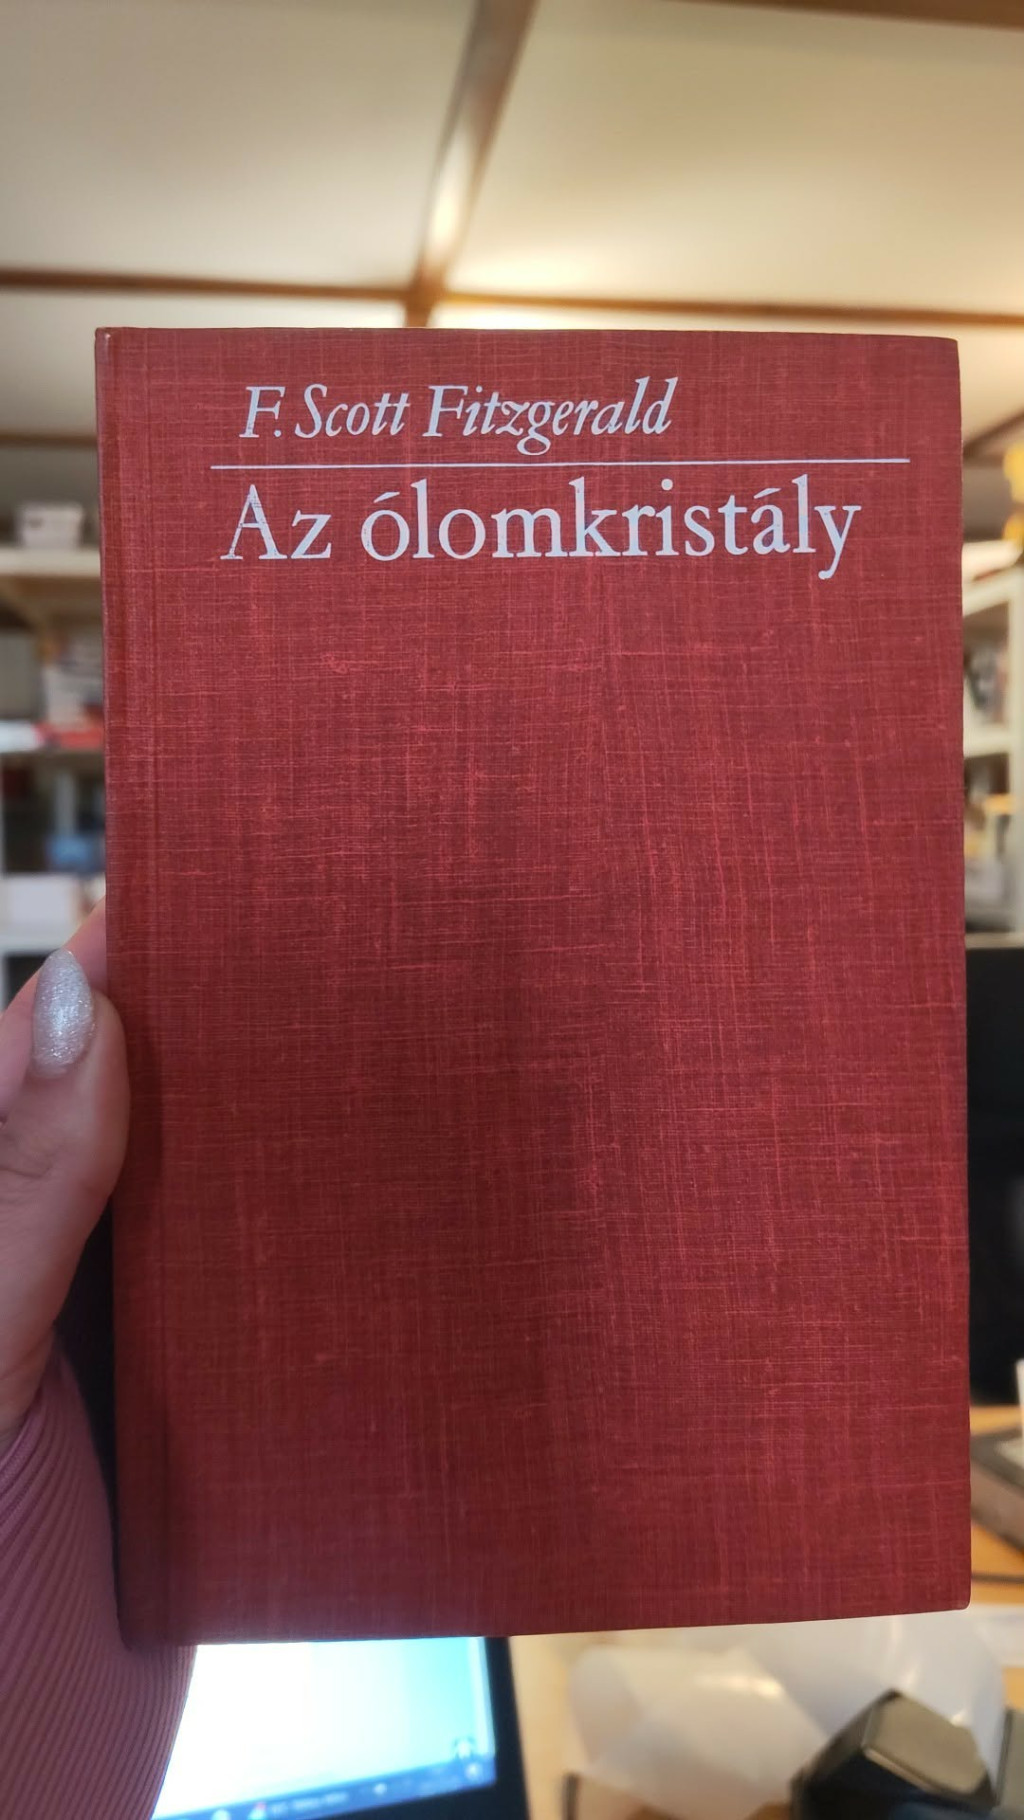 F. Scott Fitzgerald
Az ólomkristály